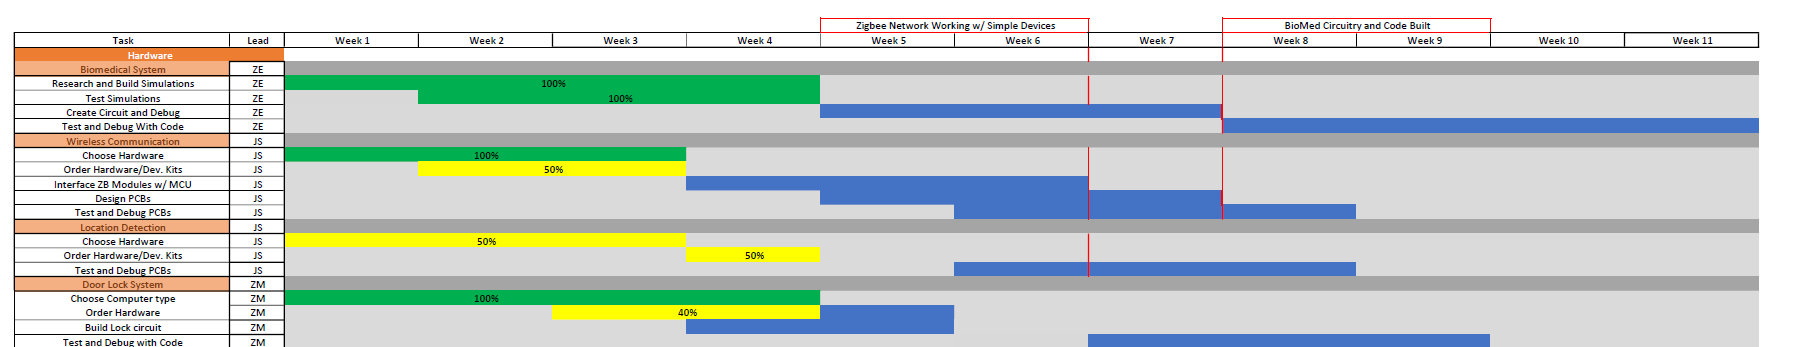 Zigbee Network Working w/ Simple Devices BioMed Circuitry and Code Built
Task Lead Week 1 Week 2 Week 3 Week 4 Week 5 Week 6 Week 7 Week 8 Week 9 Week 10 Week 11
Hardware
Biomedical System ZE
Research and Build Simulations ZE 100%
Test Simulations ZE 100%
Create Circuit and Debug ZE
Test and Debug With Code ZE
Wireless Communication JS
Choose Hardware JS 100%
Order Hardware/Dev. Kits JS 50%
Interface ZB Modules w/ MCU JS
Design PCBs JS
Test and Debug PCBs JS
Location Detection JS
Choose Hardware JS 50%
Order Hardware/Dev. Kits JS 50%
Test and Debug PCBs JS
Door Lock System ZM
Choose Computer type ZM 100%
Order Hardware ZM 40%
Build Lock circuit ZM
Test and Debug with Code ZM